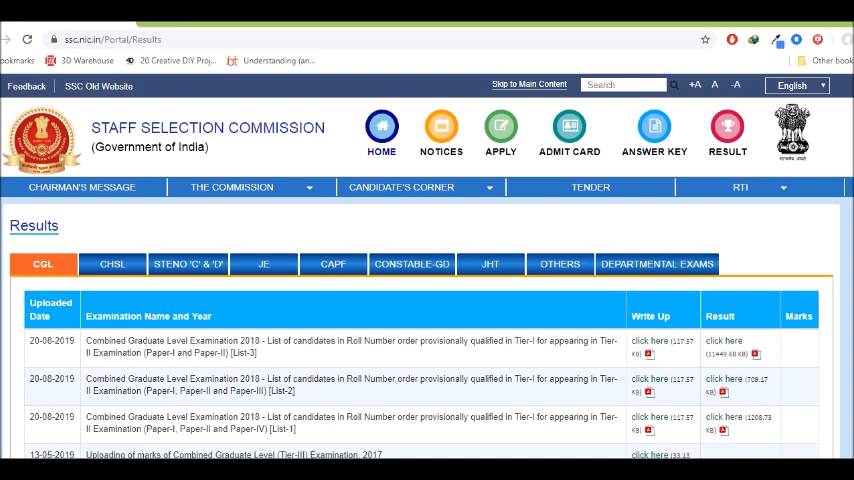 ssc.nic.in/Portal/Results
okmarks 3D Warehouse 20 Creative DIY Proj... Understanding (an... Other book
Feedback SSC Old Website Skip to Main Content Search +A A -A English
STAFF SELECTION COMMISSION
(Government of India)
HOME NOTICES APPLY ADMIT CARD ANSWER KEY RESULT
CHAIRMAN'S MESSAGE THE COMMISSION CANDIDATE'S CORNER TENDER RTI
Results
CGL CHSL STENO 'C' & 'D' JE CAPF CONSTABLE-GD JHT OTHERS DEPARTMENTAL EXAMS
Uploaded
Date Examination Name and Year Write Up Result Marks
20-08-2019 Combined Graduate Level Examination 2018 - List of candidates in Roll Number order provisionally qualified in Tier-I for appearing in Tier- click here (117.57 click here
II Examination (Paper-I and Paper-II) [List-3] KB) (11449.68 KB)
20-08-2019 Combined Graduate Level Examination 2018 - List of candidates in Roll Number order provisionally qualified in Tier-I for appearing in Tier- click here (117.57 click here (709.17
II Examination (Paper-I, Paper-II and Paper-III) [List-2] KB) KB)
20-08-2019 Combined Graduate Level Examination 2018 - List of candidates in Roll Number order provisionally qualified in Tier-I for appearing in Tier- click here (117.57 click here (1208.73
II Examination (Paper-I, Paper-II and Paper-IV) [List-1] KB) KB)
13-05-2019 Uploading of marks of Combined Graduate Level (Tier-III) Examination, 2017 click here (33.13